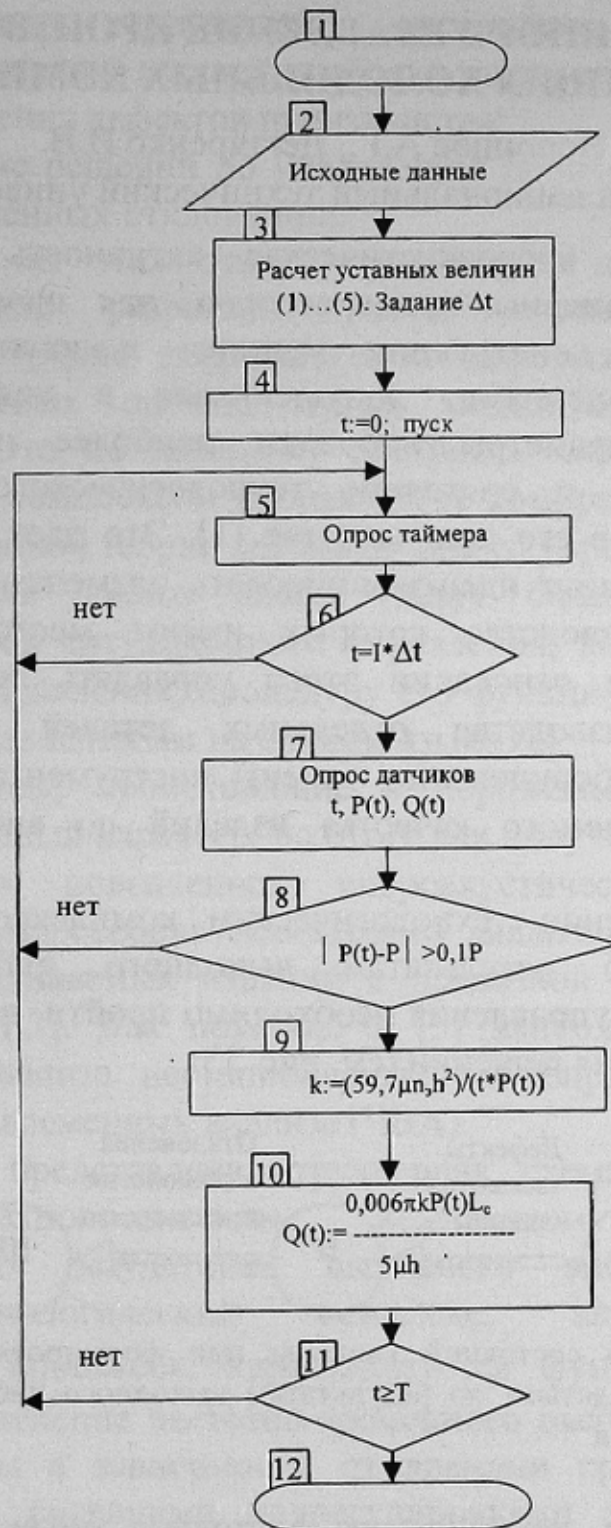 1
2
Исходные данные
3
Расчет уставных величин
(1)...(5). Задание Δt
4
t:=0; пуск
5
Опрос таймера
6
нет
t=I*Δt
7
Опрос датчиков
t, P(t), Q(t)
8
нет
| P(t)-P | >0,1P
9
k:=(59,7μnэh²)/(t*P(t))
10
0,006πkP(t)Lc
Q(t):= ---------------
5μh
11
нет
t≥T
12